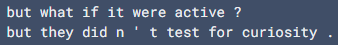 but what if it were active ?
but they did n ' t test for curiosity .